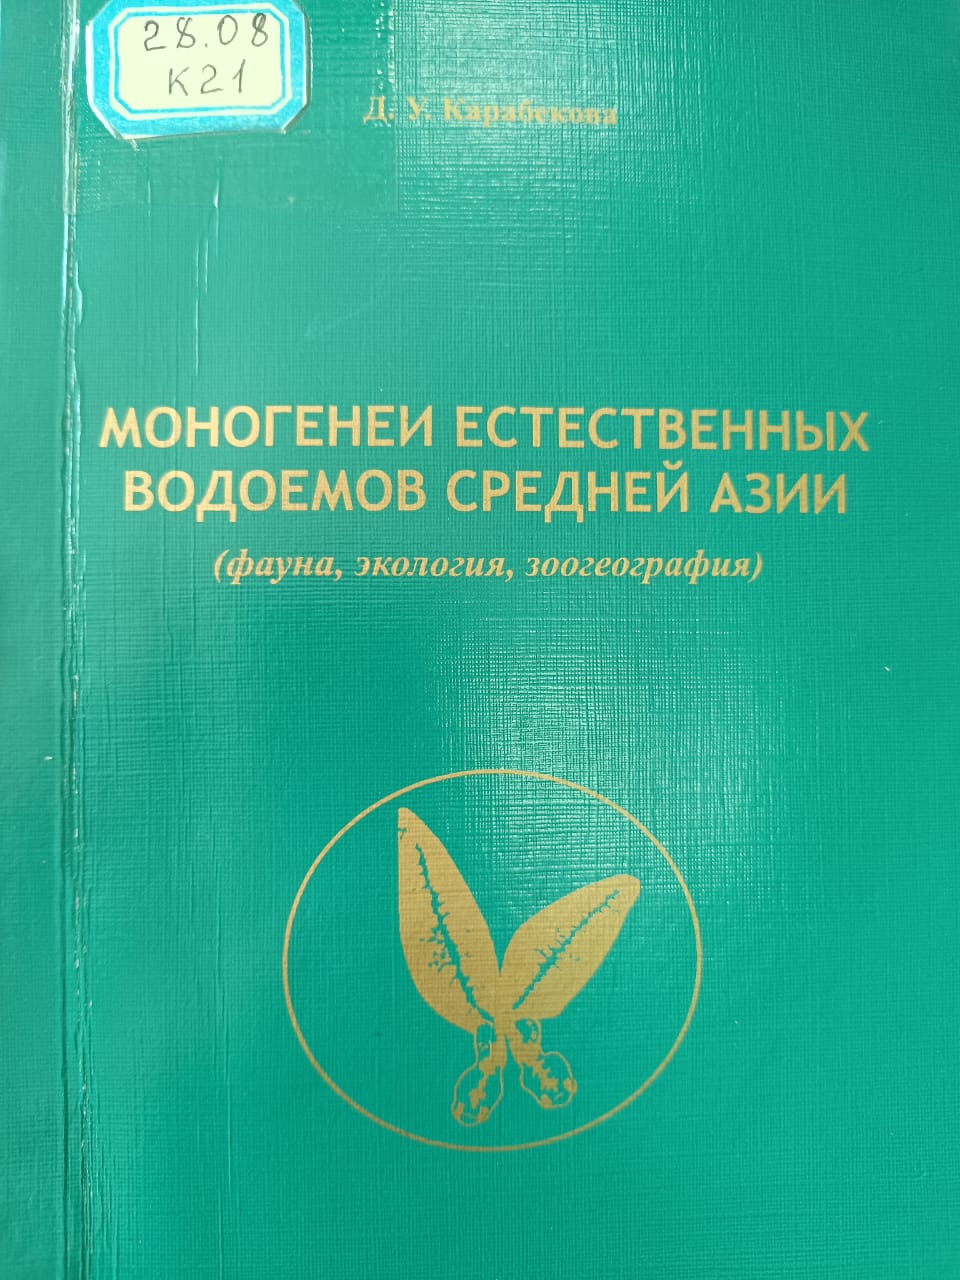 28.08
К21
Д. У. Карабекова
МОНОГЕНЕИ ЕСТЕСТВЕННЫХ
ВОДОЕМОВ СРЕДНЕЙ АЗИИ
(фауна, экология, зоогеография)